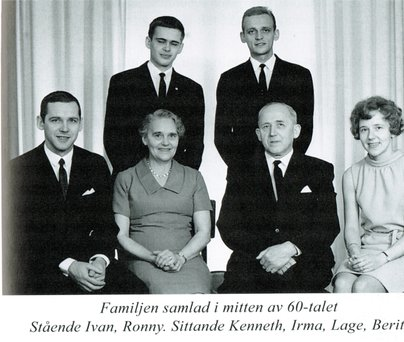 Familjen samlad i mitten av 60-talet
Stående Ivan, Ronny. Sittande Kenneth, Irma, Lage, Berit